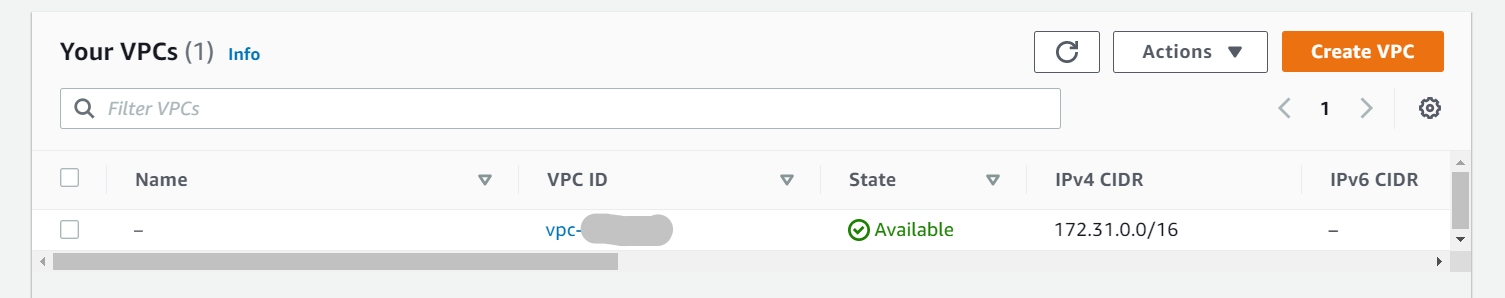 Your VPCs (1) Info Actions Create VPC
Filter VPCs 1
Name VPC ID State IPv4 CIDR IPv6 CIDR
– vpc- Available 172.31.0.0/16 –